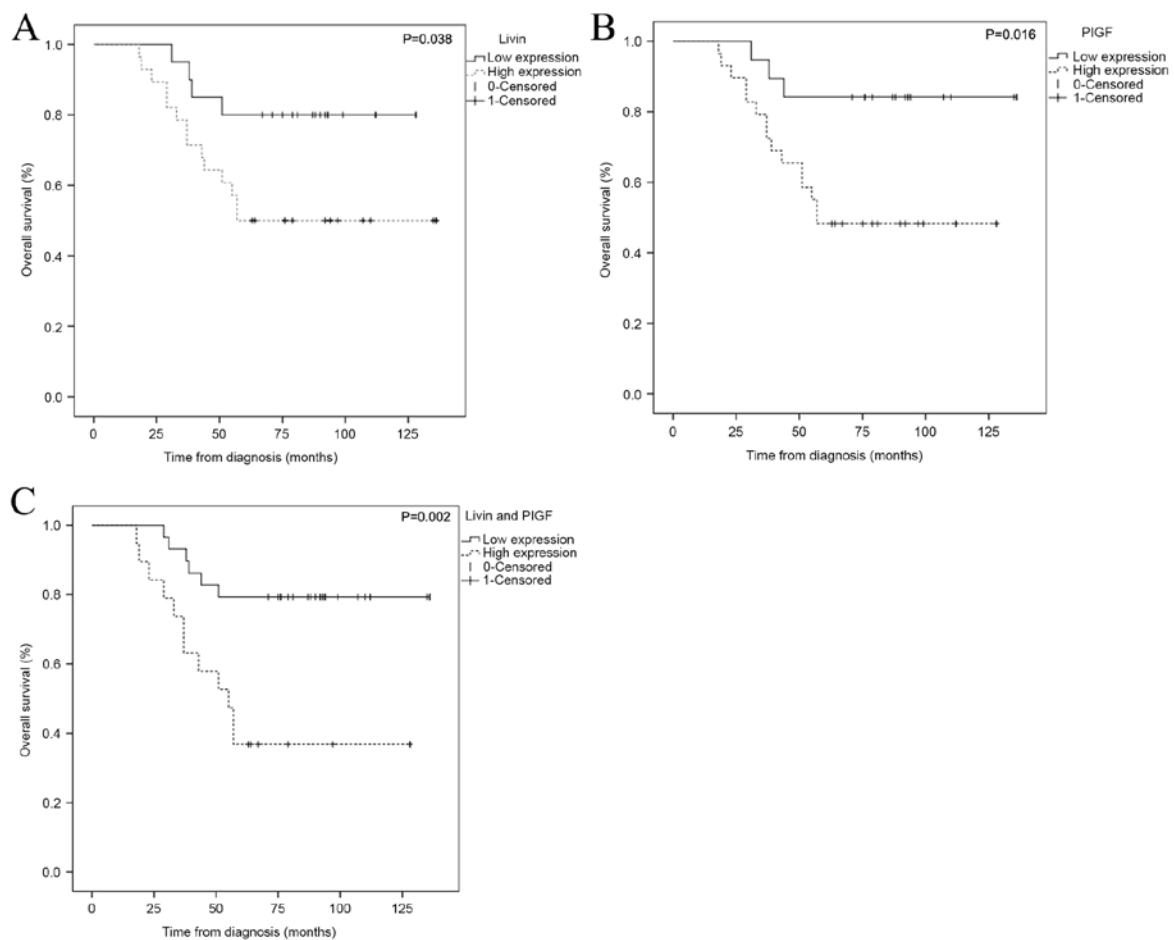 A
P=0.038
Livin
Low expression
High expression
0-Censored
1-Censored
1.0
0.8
0.6
0.4
0.2
0.0
Overall survival (%)
0 25 50 75 100 125
Time from diagnosis (months)
B
P=0.016
PIGF
Low expression
High expression
0-Censored
1-Censored
1.0
0.8
0.6
0.4
0.2
0.0
Overall survival (%)
0 25 50 75 100 125
Time from diagnosis (months)
C
P=0.002
Livin and PIGF
Low expression
High expression
0-Censored
1-Censored
1.0
0.8
0.6
0.4
0.2
0.0
Overall survival (%)
0 25 50 75 100 125
Time from diagnosis (months)